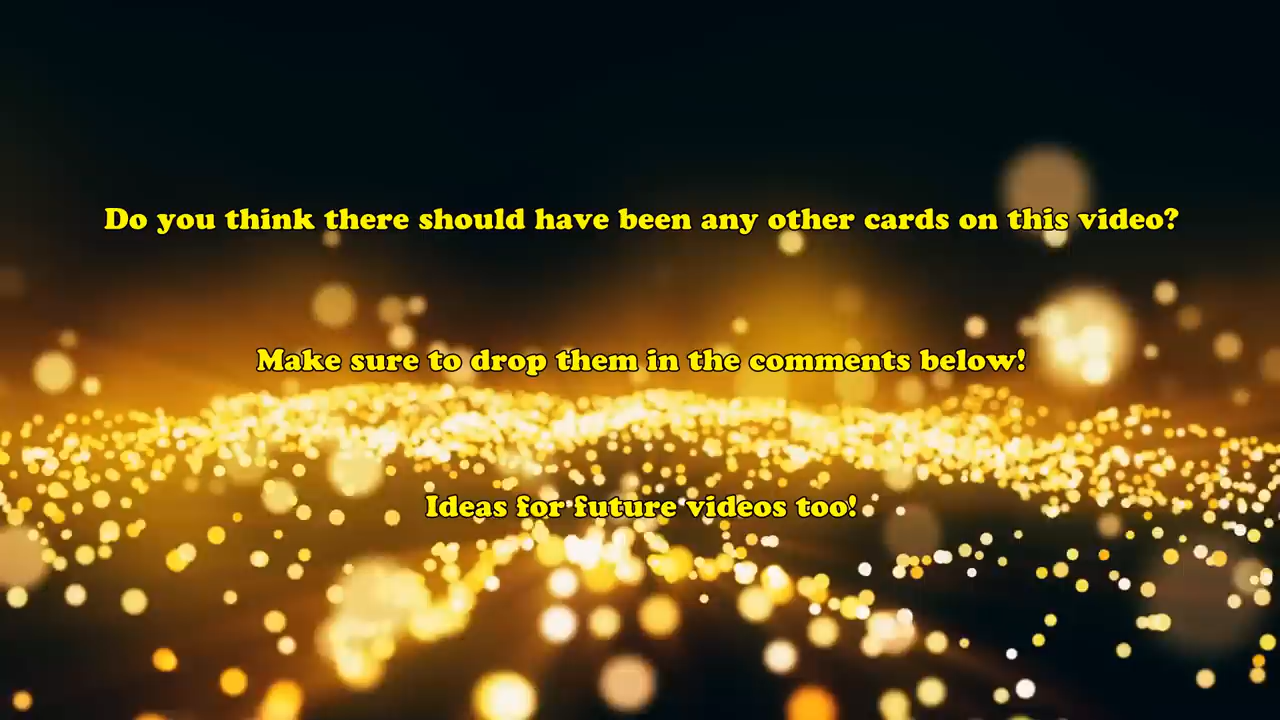 Do you think there should have been any other cards on this video?
Make sure to drop them in the comments below!
Ideas for future videos too!